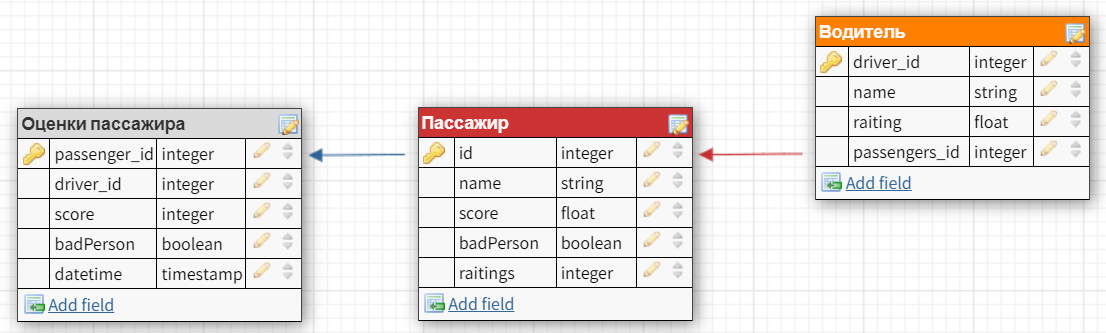 Оценки пассажира
passenger_id integer
driver_id integer
score integer
badPerson boolean
datetime timestamp
Add field
Пассажир
id integer
name string
score float
badPerson boolean
raitings integer
Add field
Водитель
driver_id integer
name string
raiting float
passengers_id integer
Add field